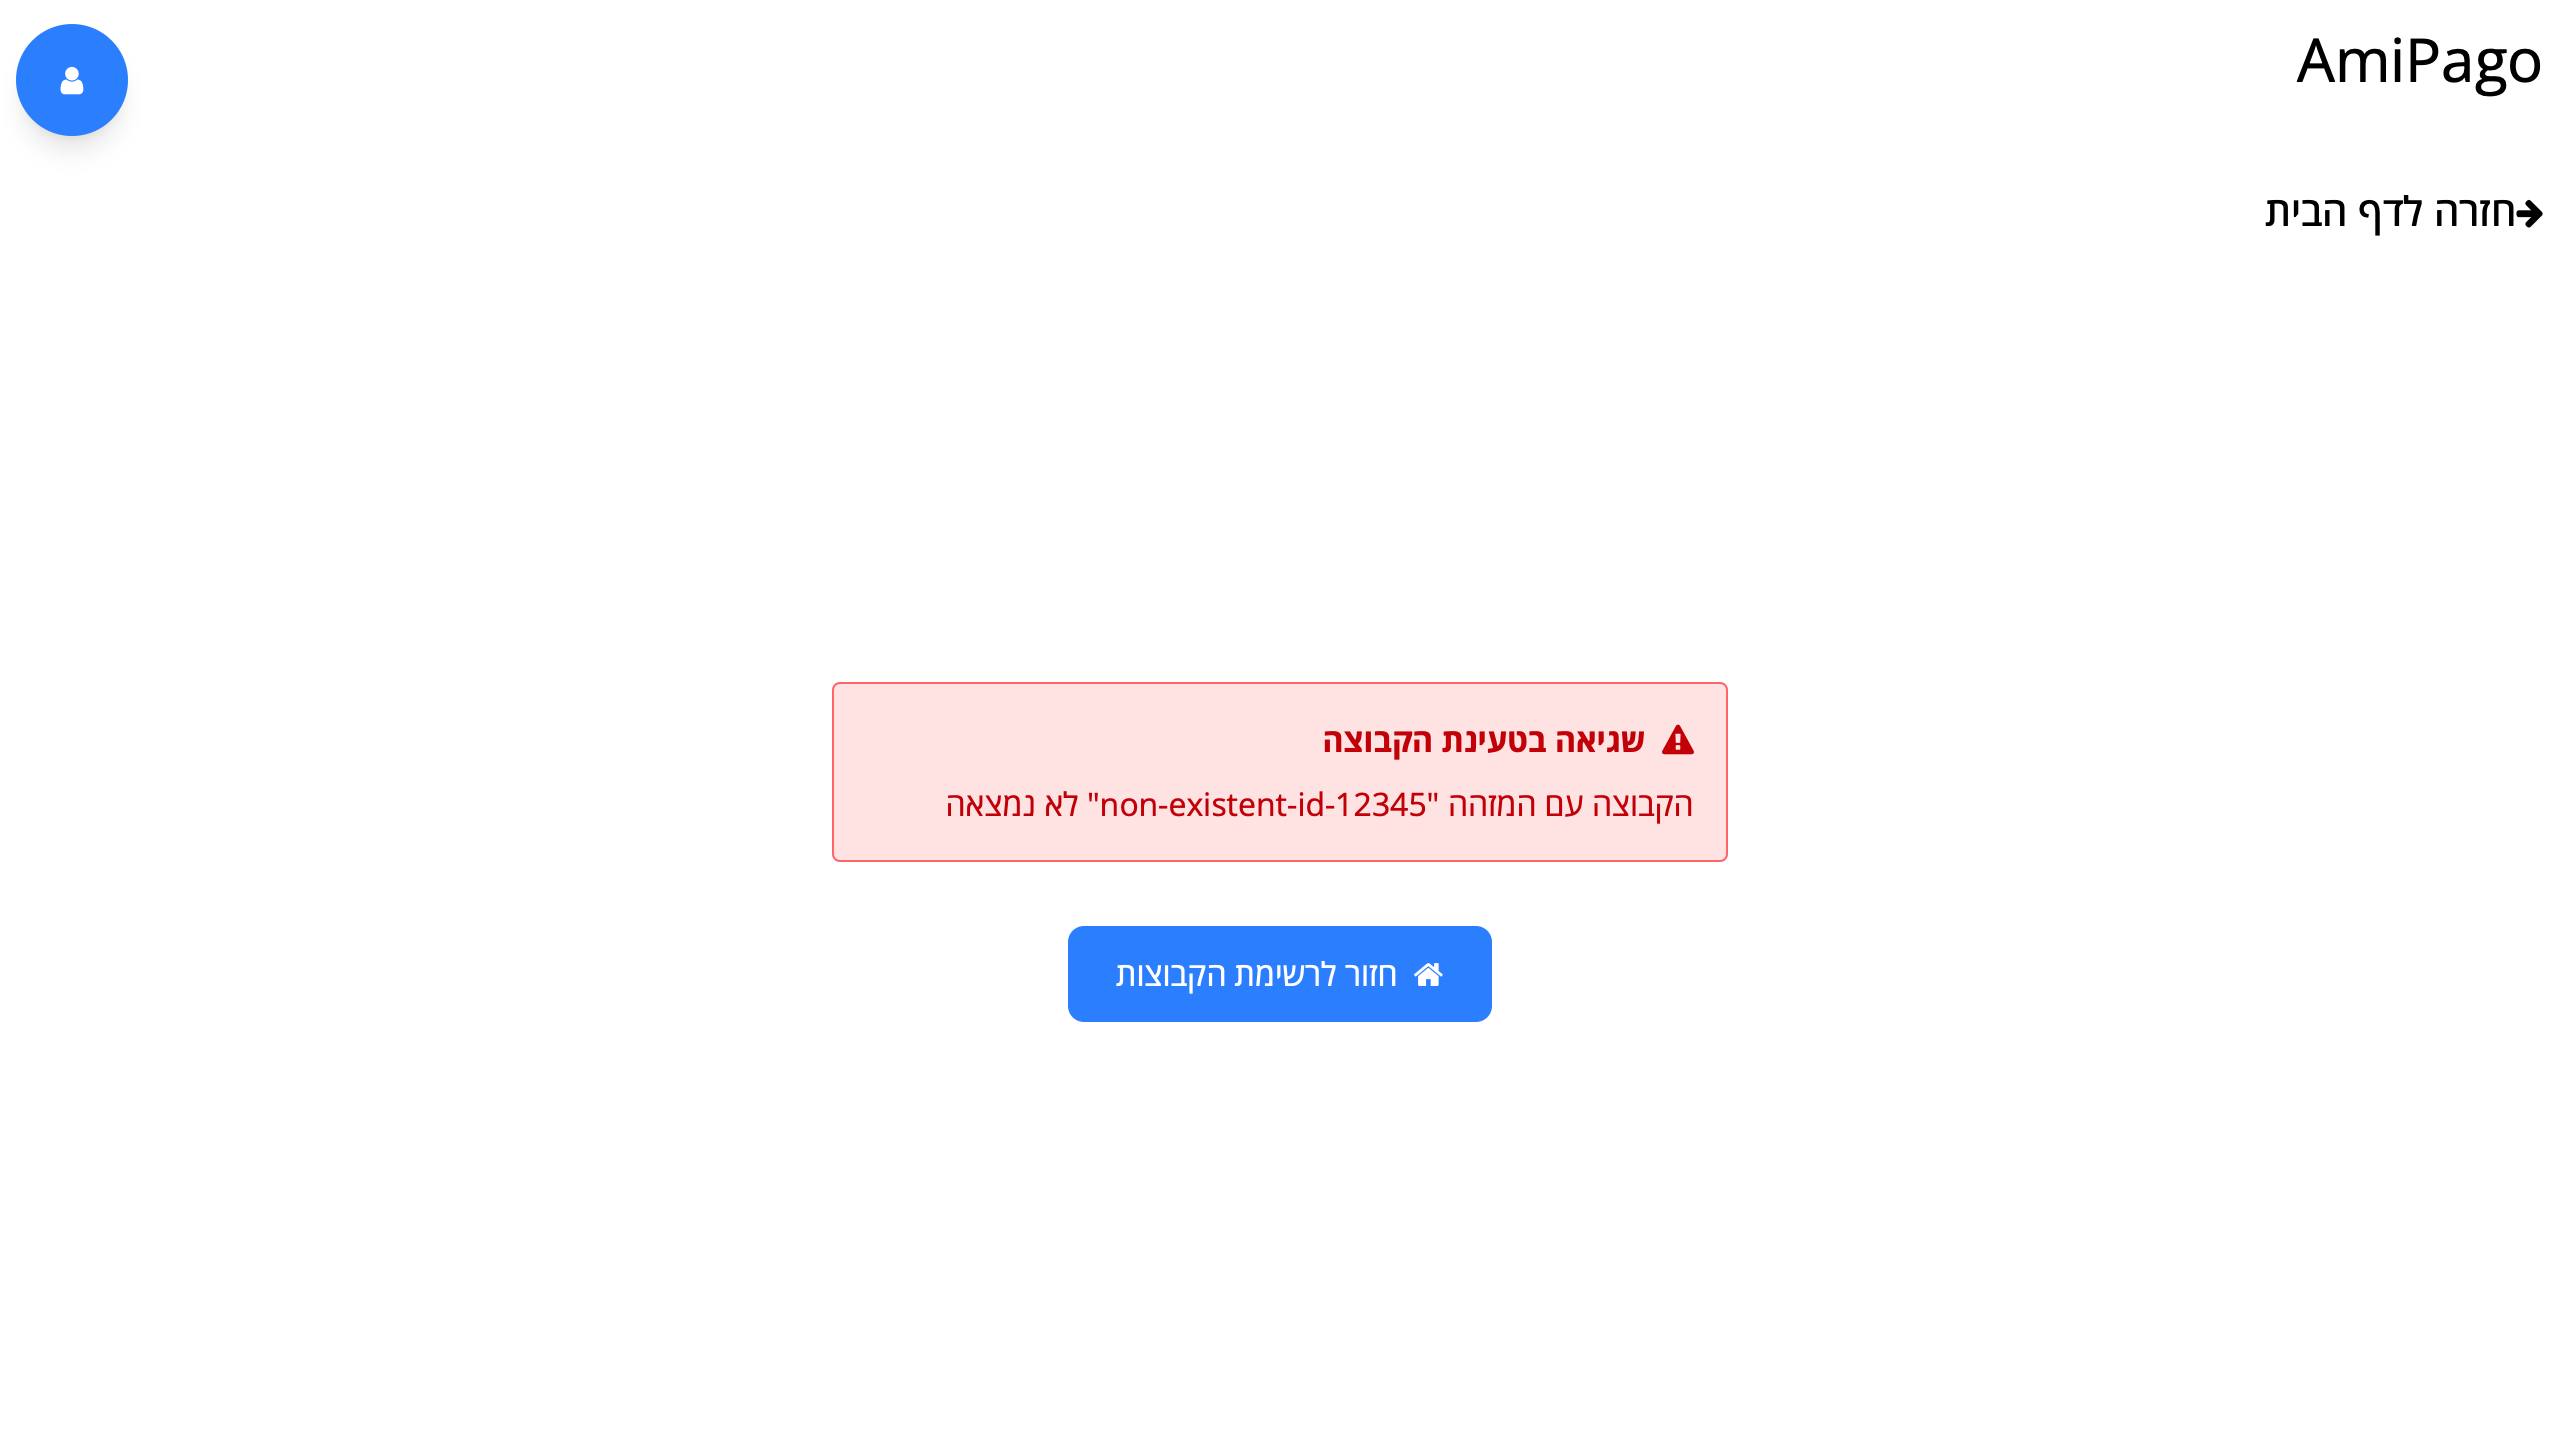 AmiPago
חזרה לדף הבית
שגיאה בטעינת הקבוצה
הקבוצה עם המזהה "non-existent-id-12345" לא נמצאה
חזור לרשימת הקבוצות